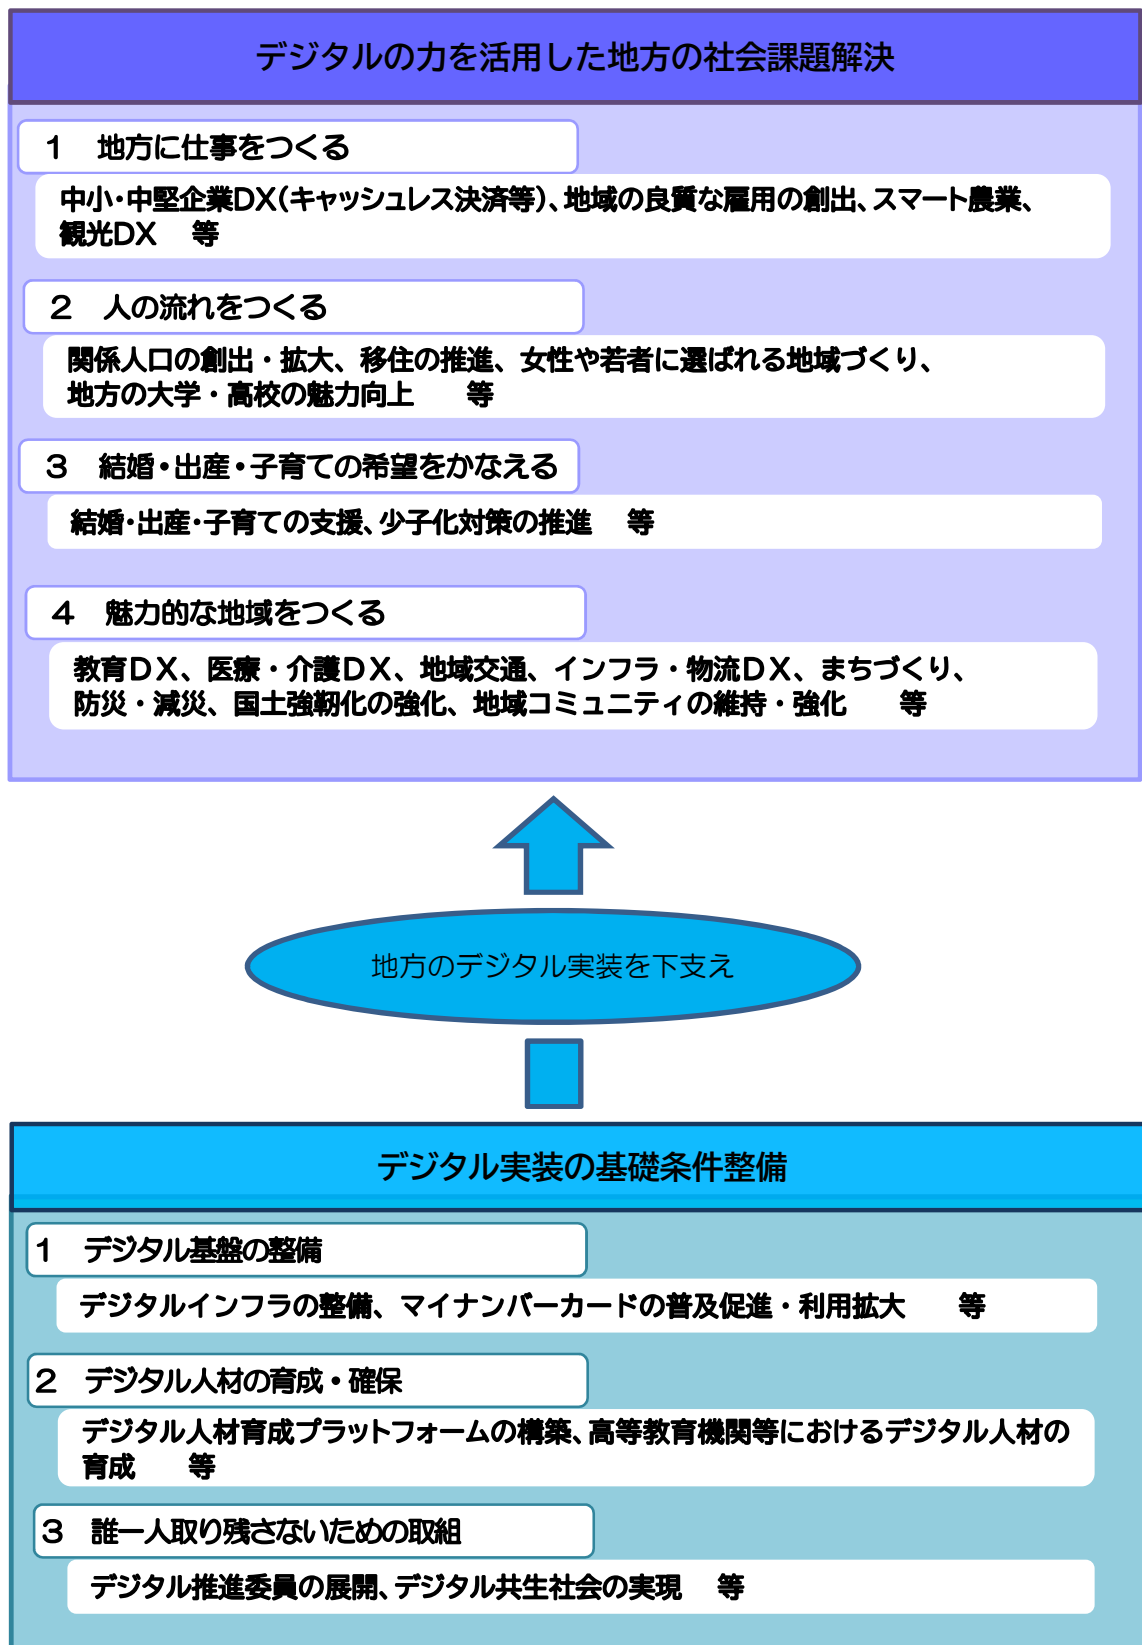 デジタルの力を活用した地方の社会課題解決
１　地方に仕事をつくる
中小・中堅企業DX（キャッシュレス決済等）、地域の良質な雇用の創出、スマート農業、
観光DX　等
２　人の流れをつくる
関係人口の創出・拡大、移住の推進、女性や若者に選ばれる地域づくり、
地方の大学・高校の魅力向上　　等
３　結婚・出産・子育ての希望をかなえる
結婚・出産・子育ての支援、少子化対策の推進　等
４　魅力的な地域をつくる
教育ＤＸ、医療・介護ＤＸ、地域交通、インフラ・物流ＤＸ、まちづくり、
防災・減災、国土強靭化の強化、地域コミュニティの維持・強化　　等
地方のデジタル実装を下支え
デジタル実装の基礎条件整備
１　デジタル基盤の整備
デジタルインフラの整備、マイナンバーカードの普及促進・利用拡大　　等
２　デジタル人材の育成・確保
デジタル人材育成プラットフォームの構築、高等教育機関等におけるデジタル人材の
育成　　等
３　誰一人取り残さないための取組
デジタル推進委員の展開、デジタル共生社会の実現　等